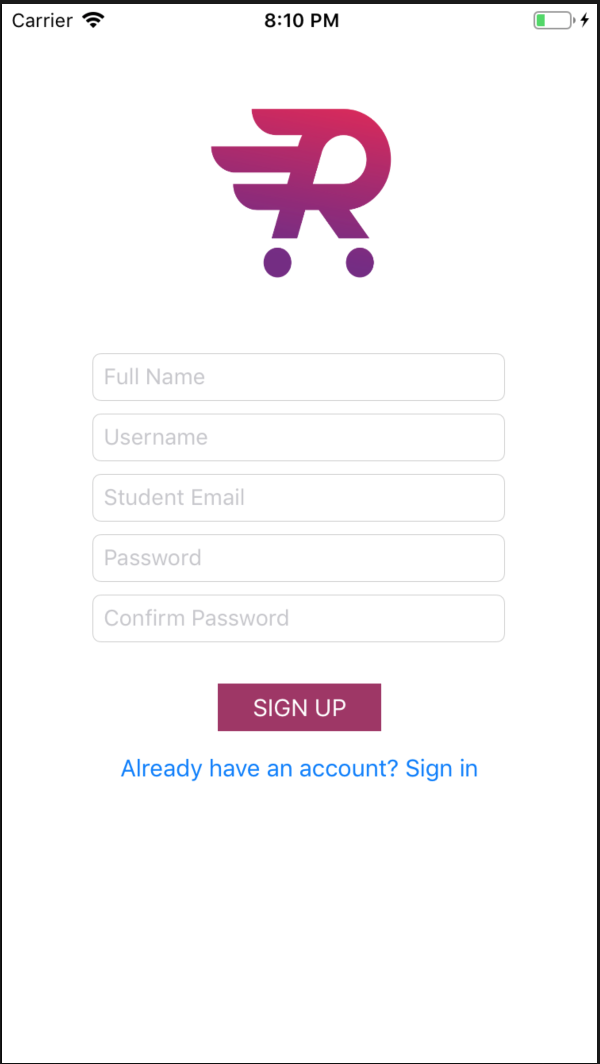 Carrier 8:10 PM
R
Full Name
Username
Student Email
Password
Confirm Password
SIGN UP
Already have an account? Sign in